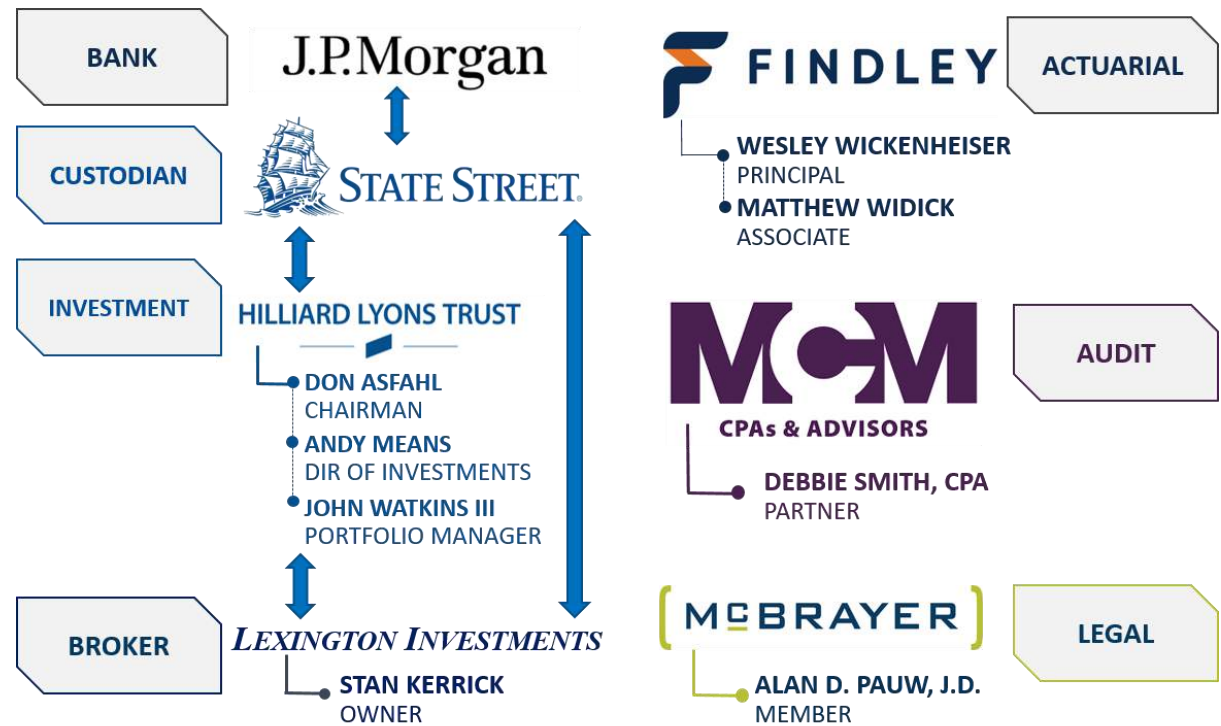 BANK
J.P.Morgan
CUSTODIAN
STATE STREET.
INVESTMENT
HILLIARD LYONS TRUST
DON ASFAHL
CHAIRMAN
ANDY MEANS
DIR OF INVESTMENTS
JOHN WATKINS III
PORTFOLIO MANAGER
BROKER
LEXINGTON INVESTMENTS
STAN KERRICK
OWNER
FINDLEY
ACTUARIAL
WESLEY WICKENHEISER
PRINCIPAL
MATTHEW WIDICK
ASSOCIATE
MCM
CPAs & ADVISORS
AUDIT
DEBBIE SMITH, CPA
PARTNER
MCBRAYER
LEGAL
ALAN D. PAUW, J.D.
MEMBER